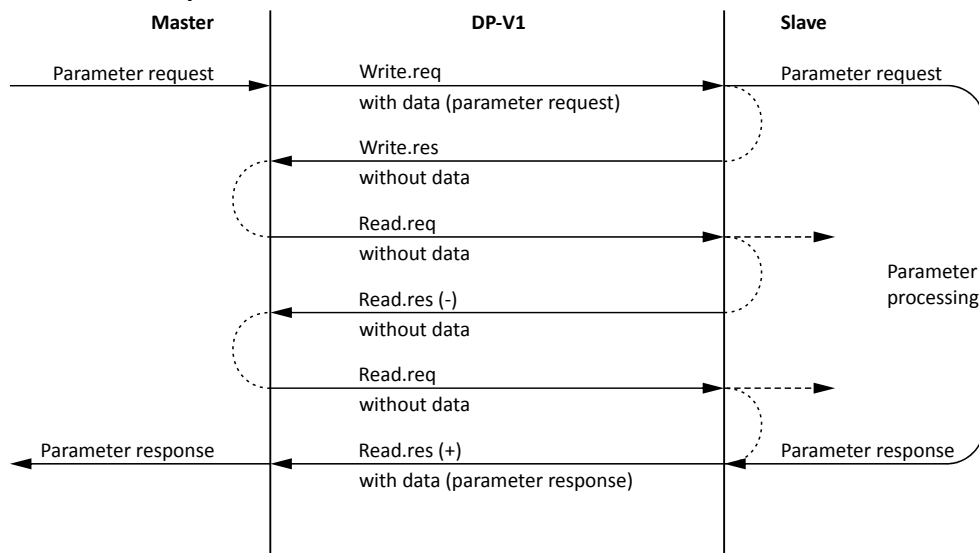 Master
DP-V1
Slave
Parameter request
Write.req
with data (parameter request)
Parameter request
Write.res
without data
Read.req
without data
Read.res (-)
without data
Parameter
processing
Read.req
without data
Parameter response
Read.res (+)
with data (parameter response)
Parameter response